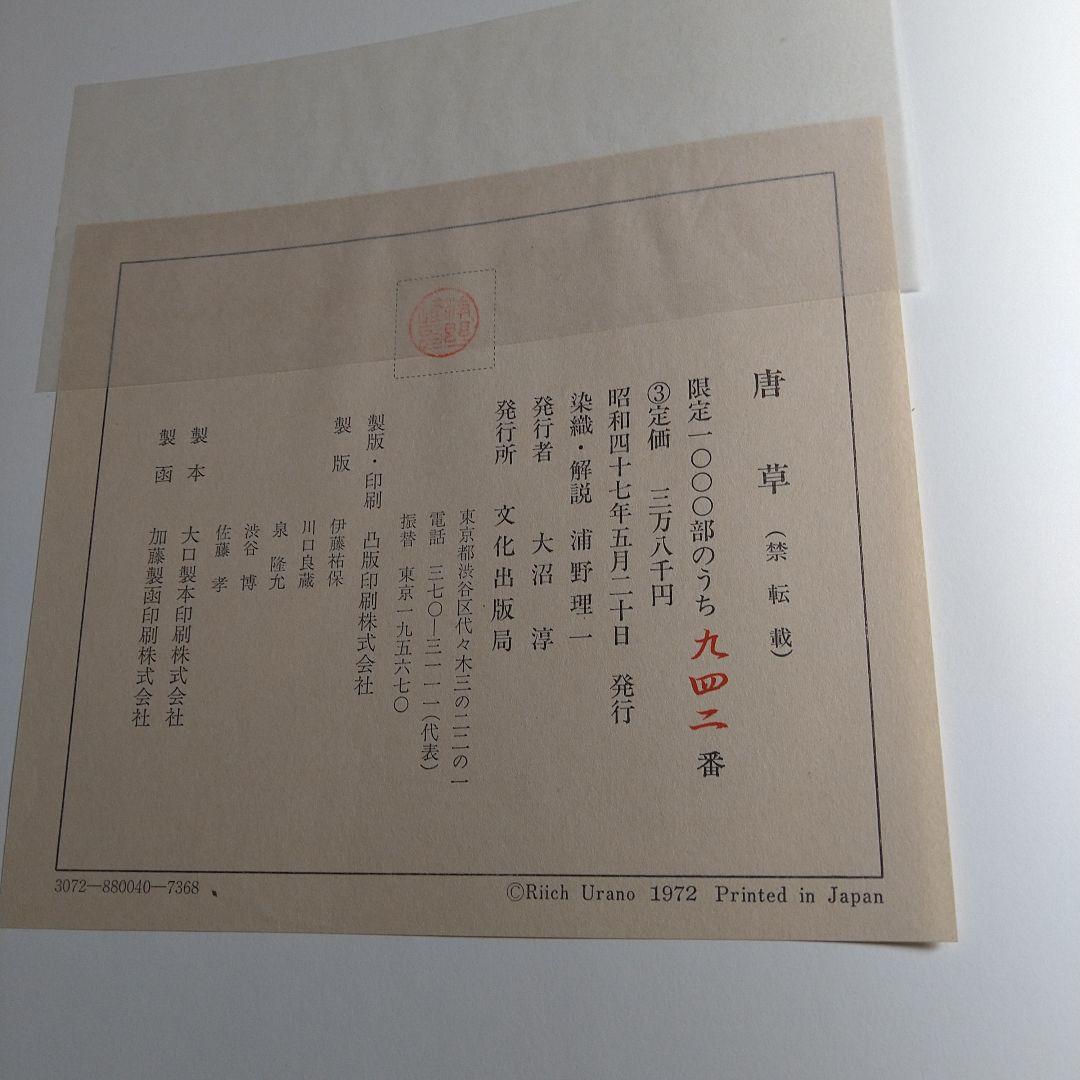 唐草（禁転載）
限定一〇〇〇部のうち九四二番
③定価 三万八千円
昭和四十七年五月二十日 発行
染織・解説 浦野理一
発行者 大沼淳
発行所 文化出版局
東京都渋谷区代々木三の二二の一
電話 三七〇—三一一一（代表）
振替 東京一九五六七〇
製版・印刷 凸版印刷株式会社
製版 伊藤祐保
川口良蔵
泉隆允
渋谷博
佐藤孝
製本 大口製本印刷株式会社
製函 加藤製函印刷株式会社
3072—880040—7368
©Riich Urano 1972 Printed in Japan